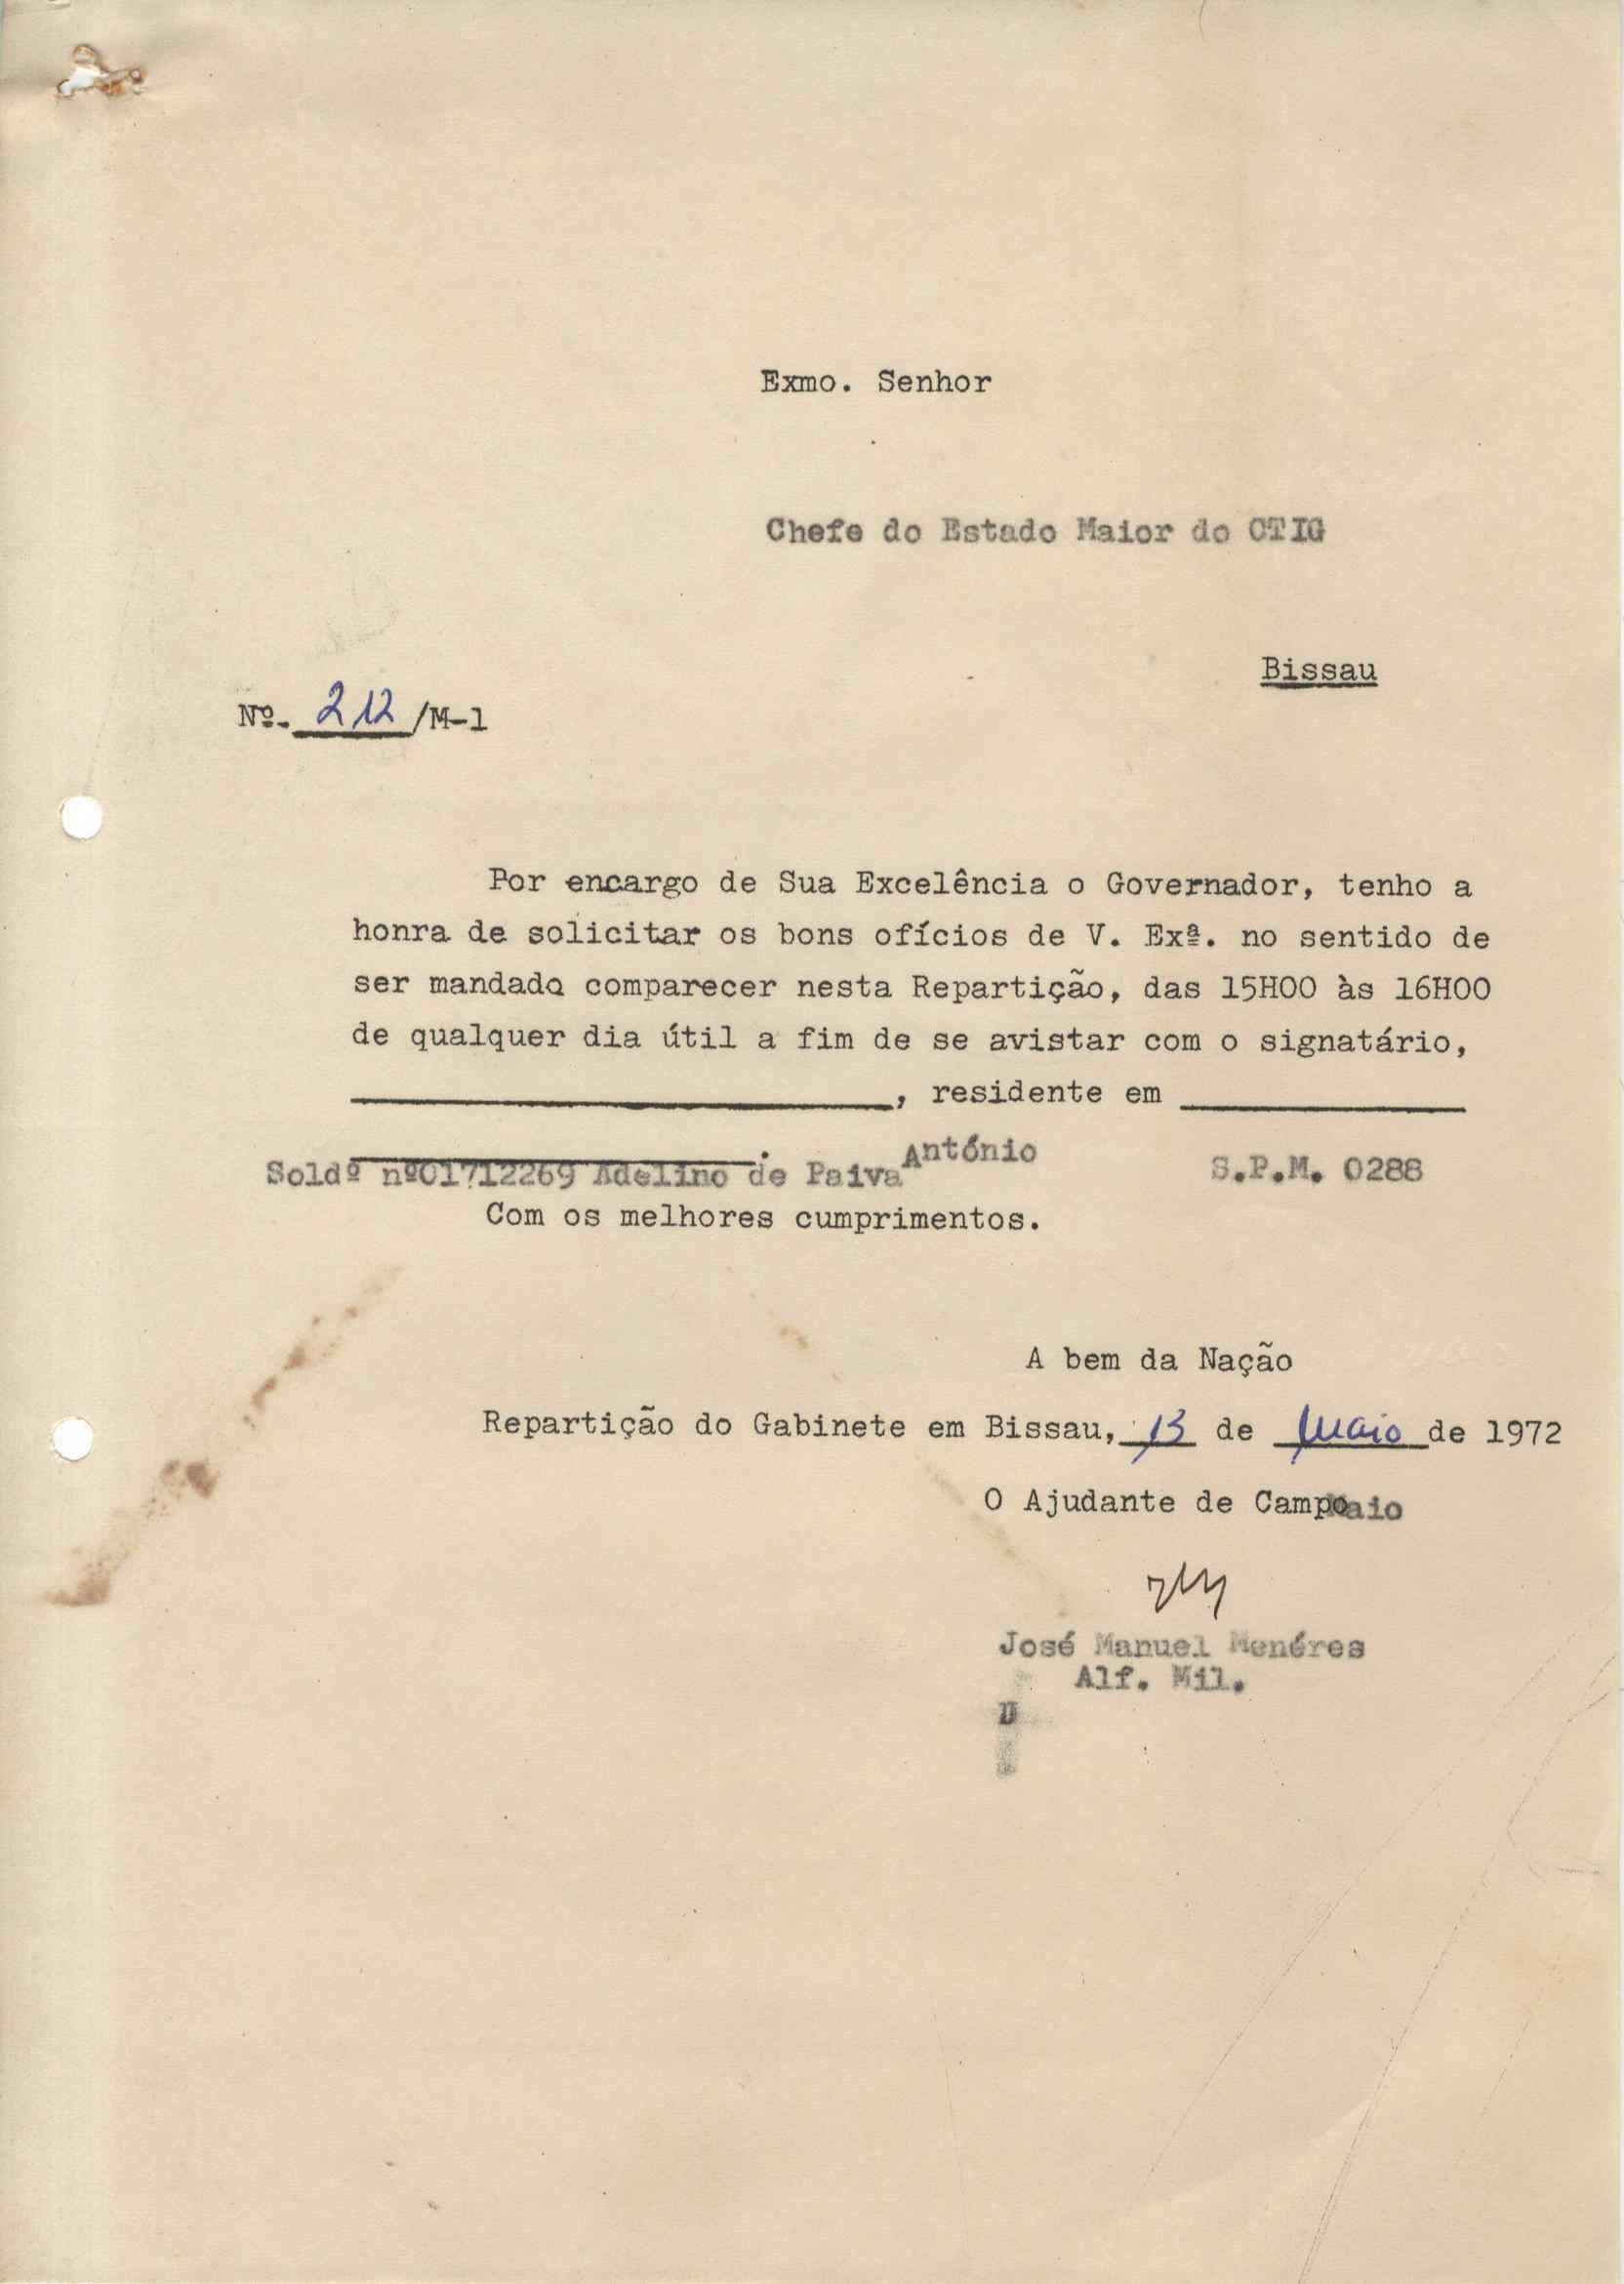 Exmo. Senhor
Chefe do Estado Maior do CTIG
Bissau
Nº. 212 /M-1
Por encargo de Sua Excelência o Governador, tenho a
honra de solicitar os bons ofícios de V. Exª. no sentido de
ser mandado comparecer nesta Repartição, das 15H00 às 16H00
de qualquer dia útil a fim de se avistar com o signatário,
, residente em
.
Soldº nº01712269 Adelino de Paiva António S.P.M. 0288
Com os melhores cumprimentos.
A bem da Nação
Repartição do Gabinete em Bissau, 13 de Maio de 1972
O Ajudante de Campo Maio
José Manuel Menéres
Alf. Mil.